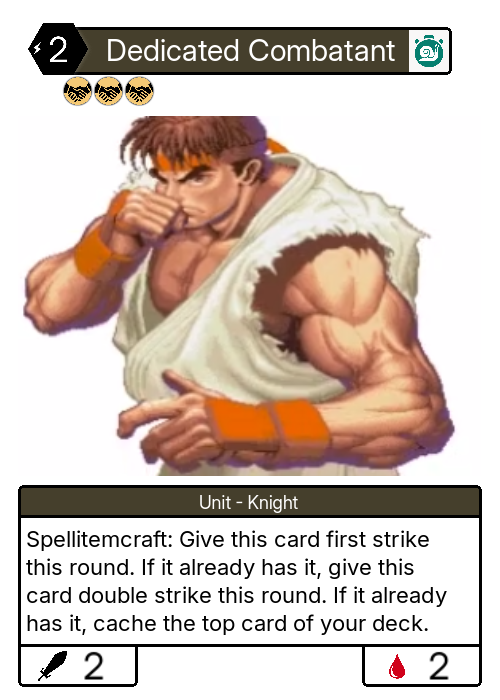 2 Dedicated Combatant
Unit - Knight
Spellitemcraft: Give this card first strike
this round. If it already has it, give this
card double strike this round. If it already
has it, cache the top card of your deck.
2 2